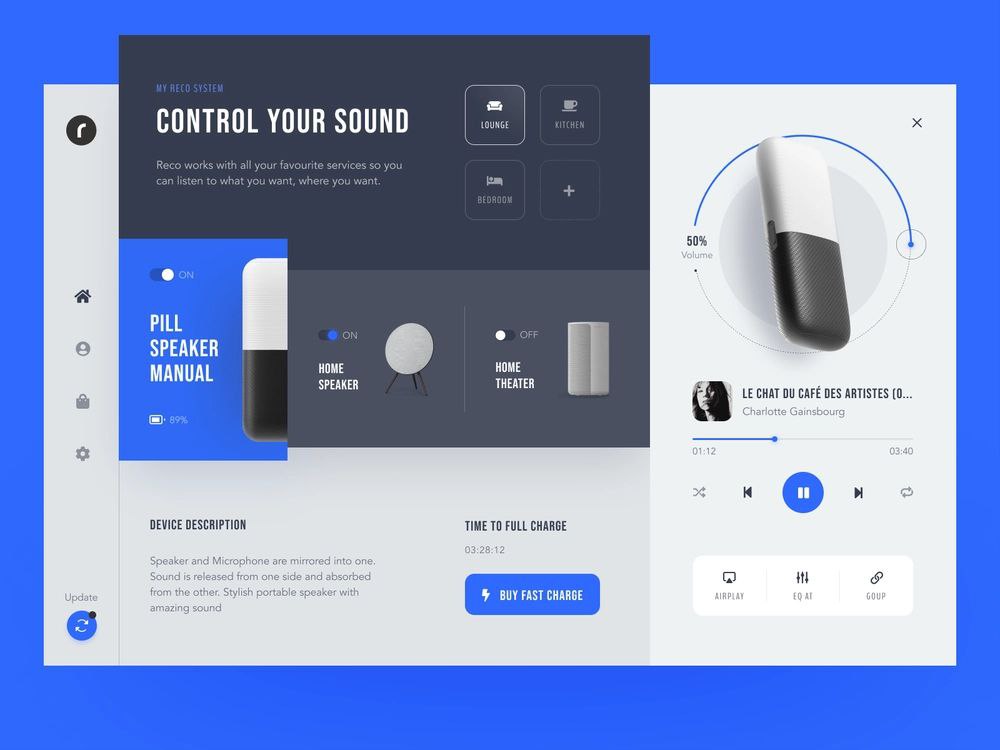 MY RECO SYSTEM
CONTROL YOUR SOUND
Reco works with all your favourite services so you
can listen to what you want, where you want.
LOUNGE
KITCHEN
BEDROOM
+
ON
PILL
SPEAKER
MANUAL
89%
ON
HOME
SPEAKER
OFF
HOME
THEATER
DEVICE DESCRIPTION
Speaker and Microphone are mirrored into one.
Sound is released from one side and absorbed
from the other. Stylish portable speaker with
amazing sound
TIME TO FULL CHARGE
03:28:12
BUY FAST CHARGE
Update
r
50%
Volume
LE CHAT DU CAFÉ DES ARTISTES (O...
Charlotte Gainsbourg
01:12
03:40
AIRPLAY
EQ AT
GOUP